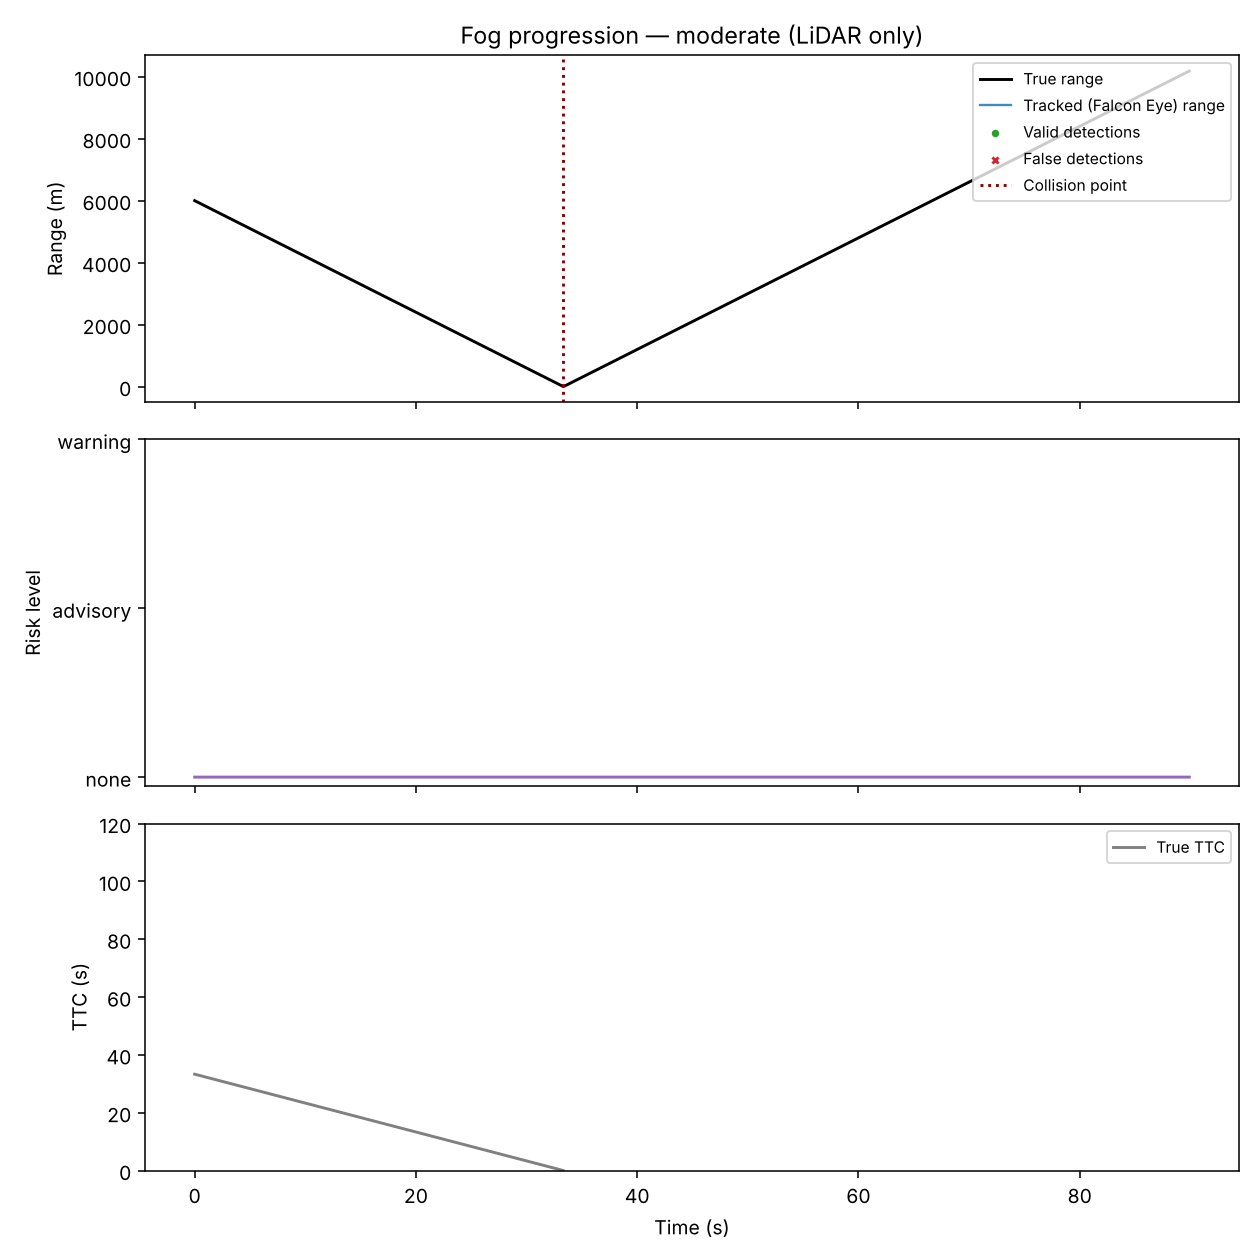 Fog progression — moderate (LiDAR only)
10000
8000
6000
4000
2000
0
Range (m)
True range
Tracked (Falcon Eye) range
Valid detections
False detections
Collision point
warning
advisory
none
Risk level
120
100
80
60
40
20
0
TTC (s)
True TTC
0 20 40 60 80
Time (s)